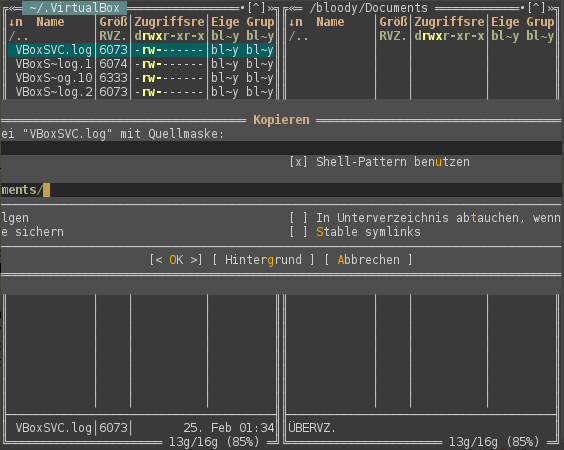 ~/.VirtualBox •[^]» «═ /bloody/Documents •[^]»
↓n Name Größ Zugriffsre Eige Grup ↓n Name Größ Zugriffsre Eige Grup
/.. RVZ. drwxr-xr-x bl~y bl~y /.. RVZ. drwxr-xr-x bl~y bl~y
VBoxSVC.log 6073 -rw------- bl~y bl~y
VBoxS~log.1 6074 -rw------- bl~y bl~y
VBoxS~og.10 6333 -rw------- bl~y bl~y
VBoxS~log.2 6073 -rw------- bl~y bl~y
Kopieren
ei "VBoxSVC.log" mit Quellmaske:
[x] Shell-Pattern benutzen
ments/
lgen [ ] In Unterverzeichnis abtauchen, wenn
e sichern [ ] Stable symlinks
[< OK >] [ Hintergrund ] [ Abbrechen ]
VBoxSVC.log 6073 25. Feb 01:34 ÜBERVZ.
13g/16g (85%) 13g/16g (85%)